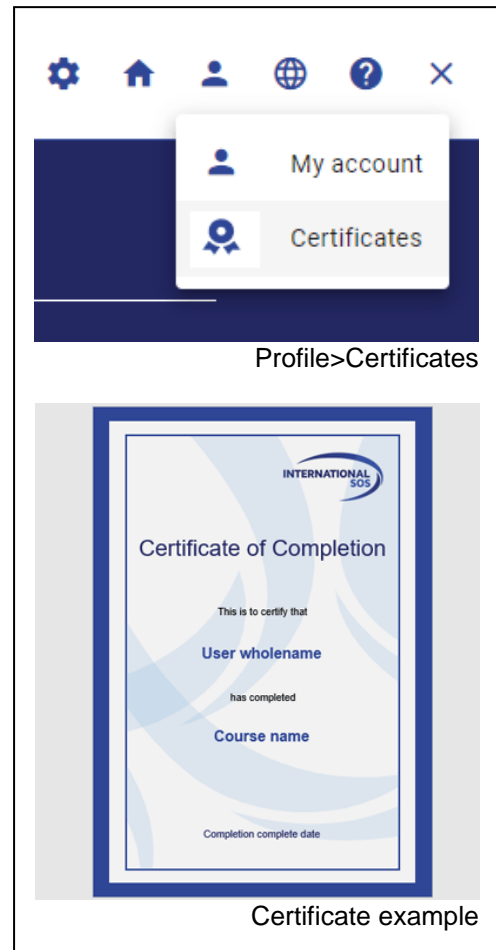 My account
Certificates
Profile>Certificates
INTERNATIONAL
SOS
Certificate of Completion
This is to certify that
User wholename
has completed
Course name
Completion complete date
Certificate example